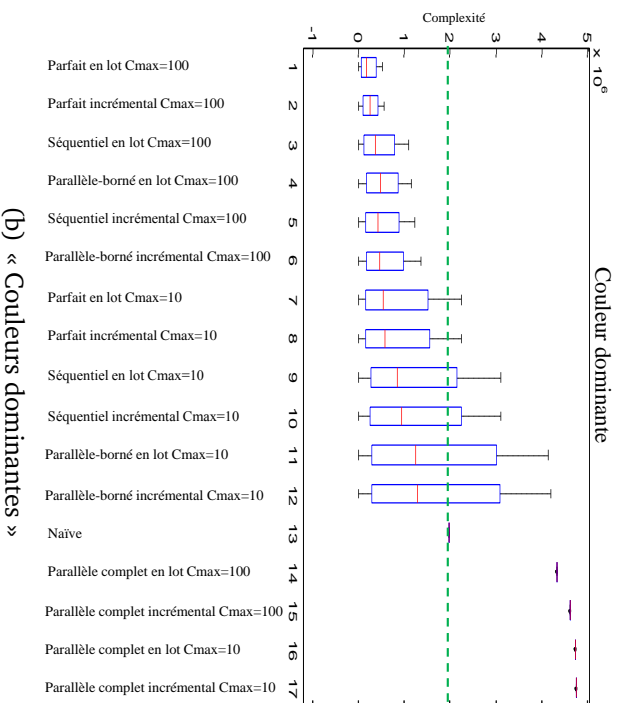 Complexité
-1
0
1
2
3
4
5
× 10⁶
Couleur dominante
Parfait en lot Cmax=100
1
Parfait incrémental Cmax=100
2
Séquentiel en lot Cmax=100
3
Parallèle-borné en lot Cmax=100
4
Séquentiel incrémental Cmax=100
5
Parallèle-borné incrémental Cmax=100
6
Parfait en lot Cmax=10
7
Parfait incrémental Cmax=10
8
Séquentiel en lot Cmax=10
9
Séquentiel incrémental Cmax=10
10
Parallèle-borné en lot Cmax=10
11
Parallèle-borné incrémental Cmax=10
12
Naïve
13
Parallèle complet en lot Cmax=100
14
Parallèle complet incrémental Cmax=100
15
Parallèle complet en lot Cmax=10
16
Parallèle complet incrémental Cmax=10
17
(b) « Couleurs dominantes »